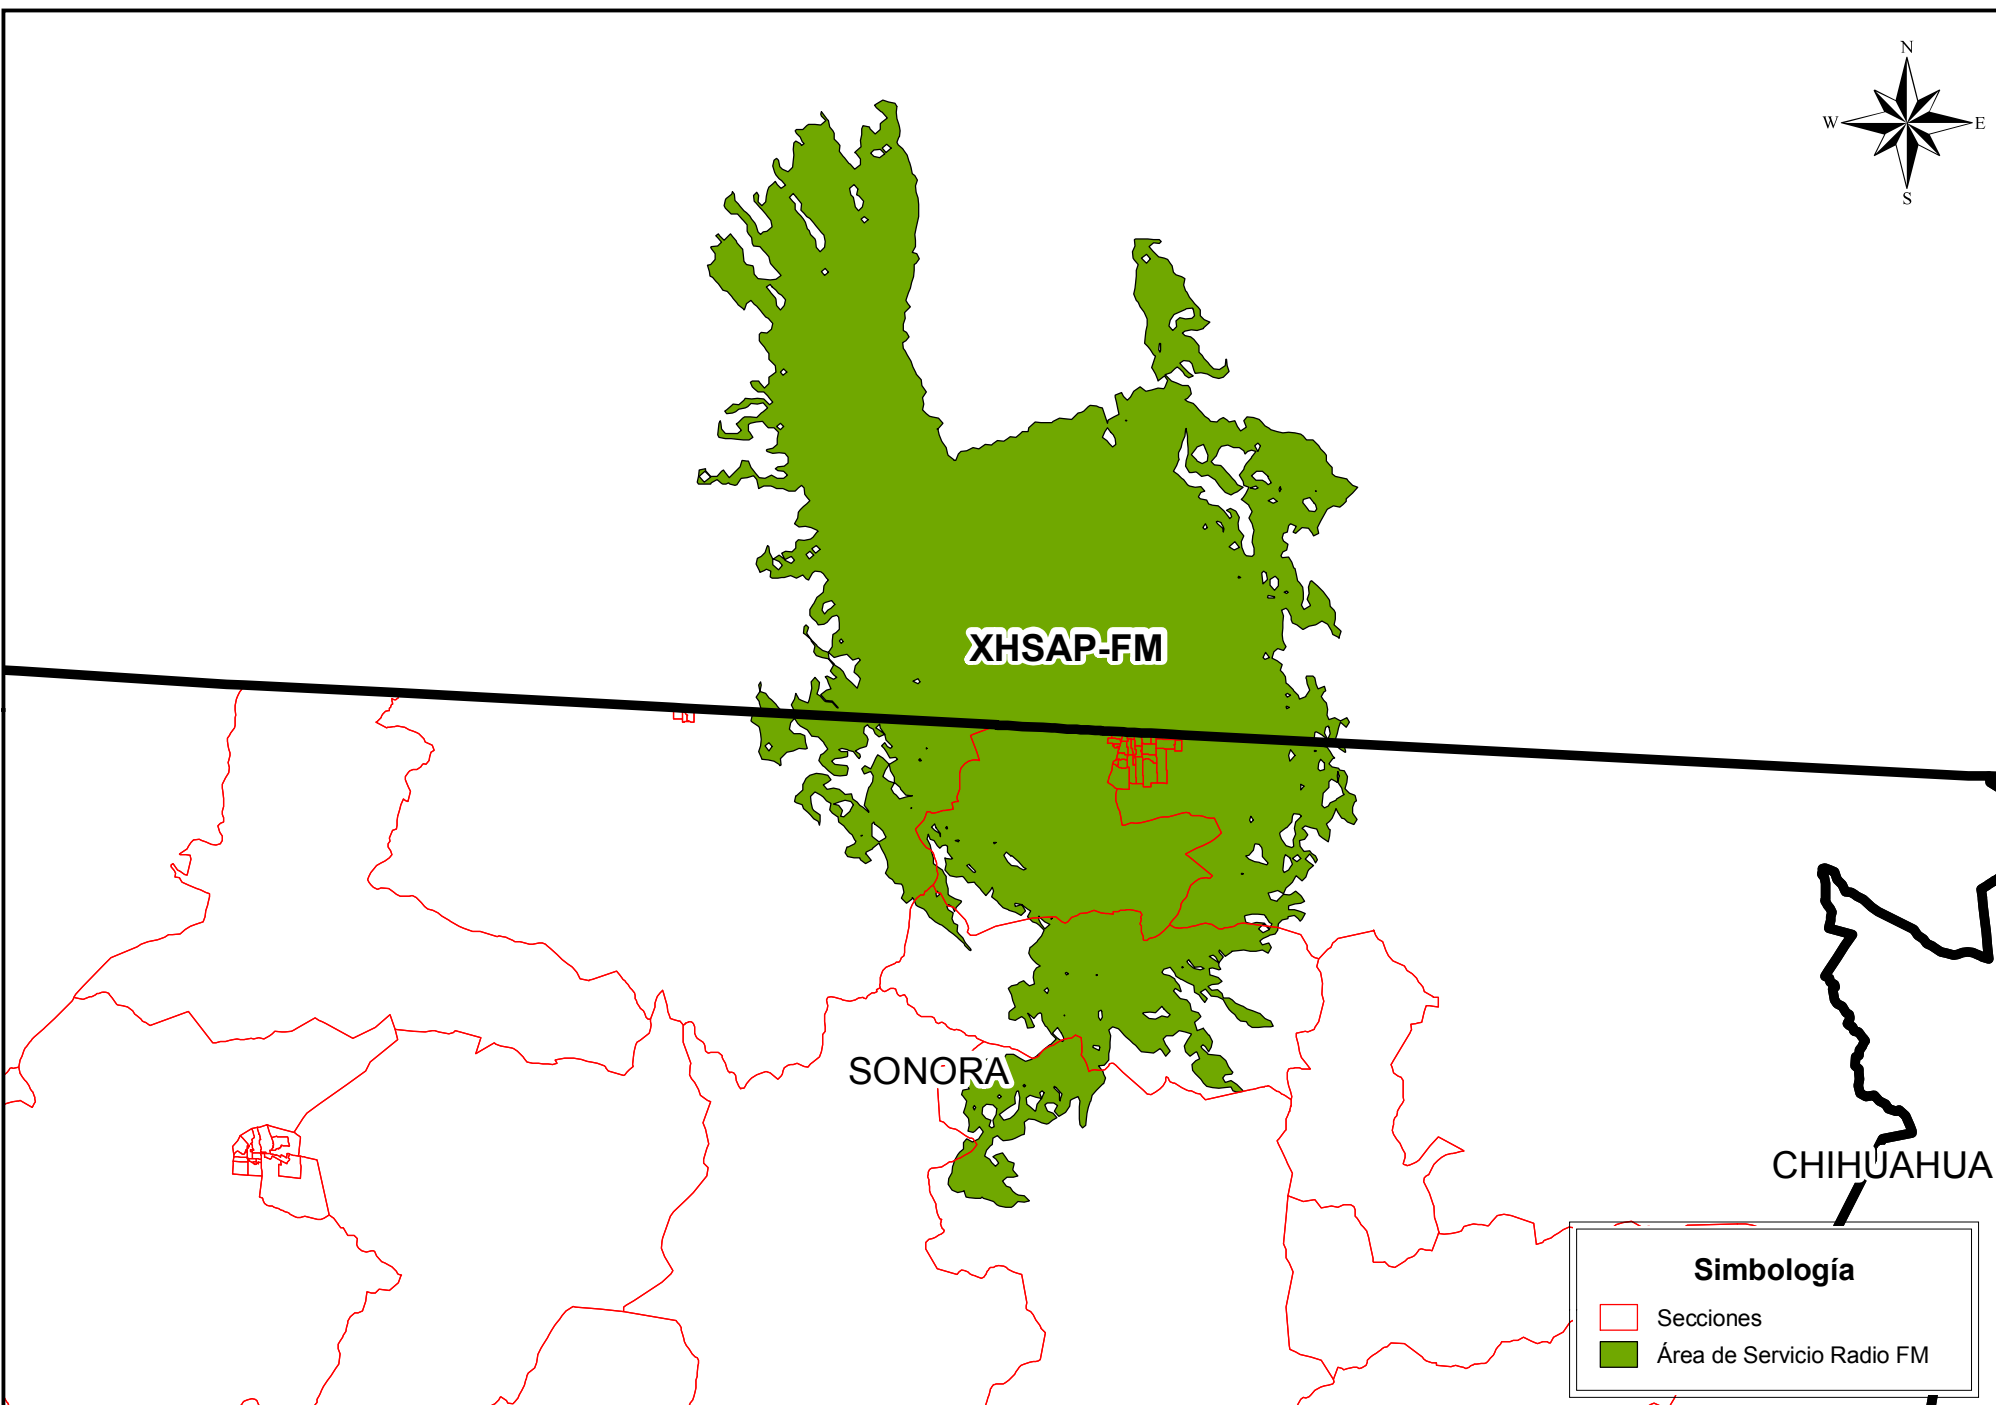 N
W
E
S
XHSAP-FM
SONORA
CHIHUAHUA
Simbología
Secciones
Área de Servicio Radio FM